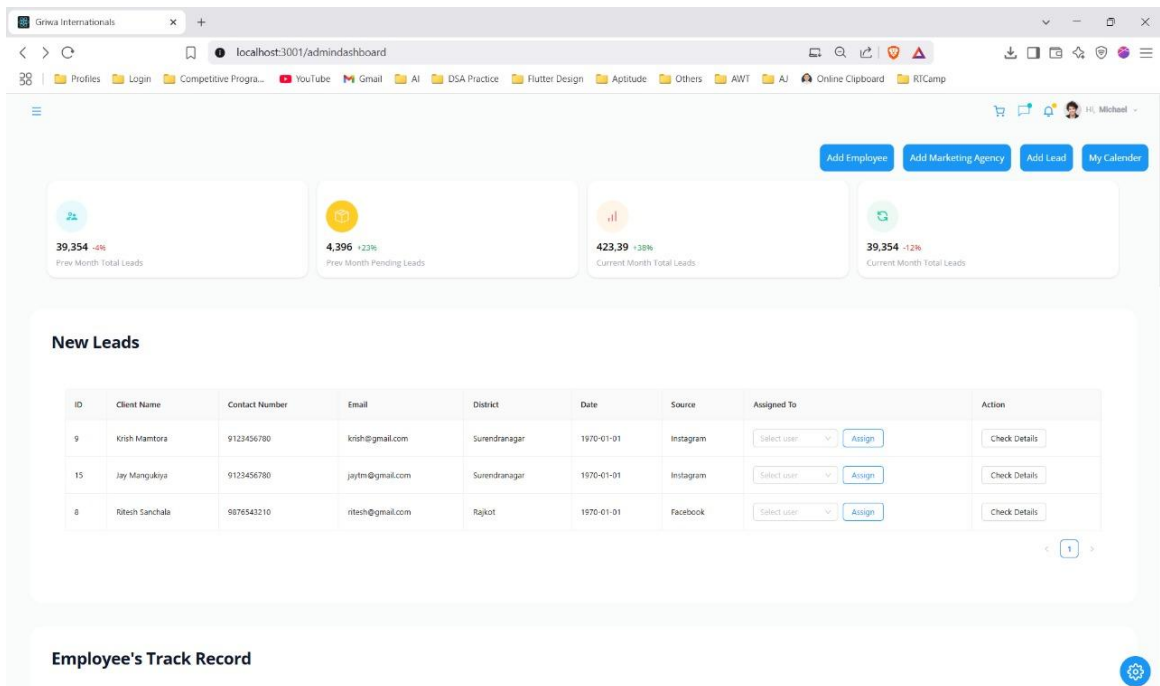 Griwa Internationals
localhost:3001/admindashboard
Profiles Login Competitive Progra... YouTube Gmail AI DSA Practice Flutter Design Aptitude Others AWT AJ Online Clipboard RTCamp
Hi, Michael
Add Employee Add Marketing Agency Add Lead My Calender
39,354 -4% 4,396 +23% 423,39 +38% 39,354 -12%
Prev Month Total Leads Prev Month Pending Leads Current Month Total Leads Current Month Total Leads
New Leads
ID Client Name Contact Number Email District Date Source Assigned To Action
9 Krish Mamtora 9123456780 krish@gmail.com Surendranagar 1970-01-01 Instagram Select user Assign Check Details
15 Jay Mangukiya 9123456780 jaytm@gmail.com Surendranagar 1970-01-01 Instagram Select user Assign Check Details
8 Ritesh Sanchala 9876543210 ritesh@gmail.com Rajkot 1970-01-01 Facebook Select user Assign Check Details
1
Employee's Track Record